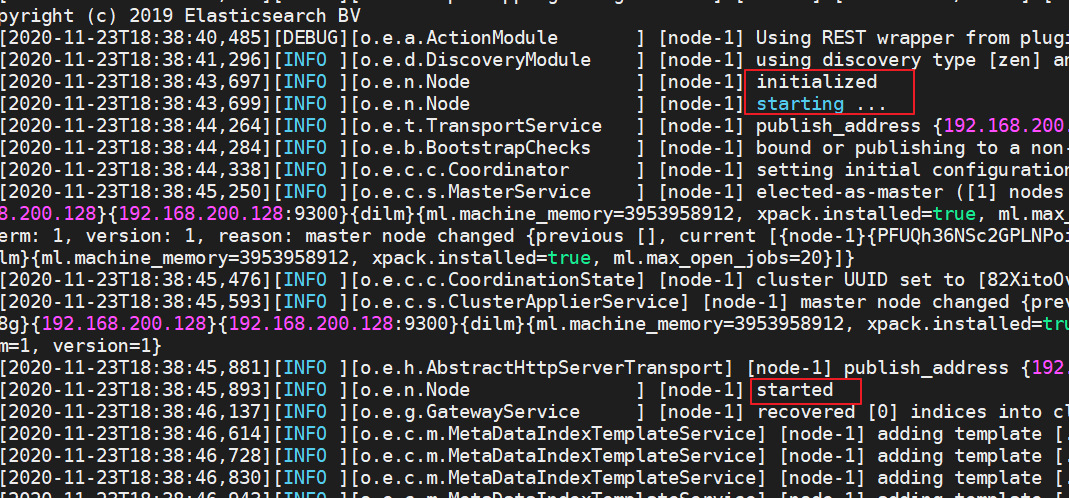 pyright (c) 2019 Elasticsearch BV
[2020-11-23T18:38:40,485][DEBUG][o.e.a.ActionModule       ] [node-1] Using REST wrapper from plugi
[2020-11-23T18:38:41,296][INFO ][o.e.d.DiscoveryModule    ] [node-1] using discovery type [zen] an
[2020-11-23T18:38:43,697][INFO ][o.e.n.Node               ] [node-1] initialized
[2020-11-23T18:38:43,699][INFO ][o.e.n.Node               ] [node-1] starting ...
[2020-11-23T18:38:44,264][INFO ][o.e.t.TransportService   ] [node-1] publish_address {192.168.200.
[2020-11-23T18:38:44,284][INFO ][o.e.b.BootstrapChecks    ] [node-1] bound or publishing to a non-
[2020-11-23T18:38:44,338][INFO ][o.e.c.c.Coordinator      ] [node-1] setting initial configuration
[2020-11-23T18:38:45,250][INFO ][o.e.c.s.MasterService    ] [node-1] elected-as-master ([1] nodes
8.200.128}{192.168.200.128:9300}{dilm}{ml.machine_memory=3953958912, xpack.installed=true, ml.max_
erm: 1, version: 1, reason: master node changed {previous [], current [{node-1}{PFUQh36NSc2GPLNPoi
lm}{ml.machine_memory=3953958912, xpack.installed=true, ml.max_open_jobs=20}]}
[2020-11-23T18:38:45,476][INFO ][o.e.c.c.CoordinationState] [node-1] cluster UUID set to [82XitoOv
[2020-11-23T18:38:45,593][INFO ][o.e.c.s.ClusterApplierService] [node-1] master node changed {prev
8g}{192.168.200.128}{192.168.200.128:9300}{dilm}{ml.machine_memory=3953958912, xpack.installed=tru
m=1, version=1}
[2020-11-23T18:38:45,881][INFO ][o.e.h.AbstractHttpServerTransport] [node-1] publish_address {192.
[2020-11-23T18:38:45,893][INFO ][o.e.n.Node               ] [node-1] started
[2020-11-23T18:38:46,137][INFO ][o.e.g.GatewayService     ] [node-1] recovered [0] indices into cl
[2020-11-23T18:38:46,614][INFO ][o.e.c.m.MetaDataIndexTemplateService] [node-1] adding template [.
[2020-11-23T18:38:46,728][INFO ][o.e.c.m.MetaDataIndexTemplateService] [node-1] adding template [.
[2020-11-23T18:38:46,830][INFO ][o.e.c.m.MetaDataIndexTemplateService] [node-1] adding template [.